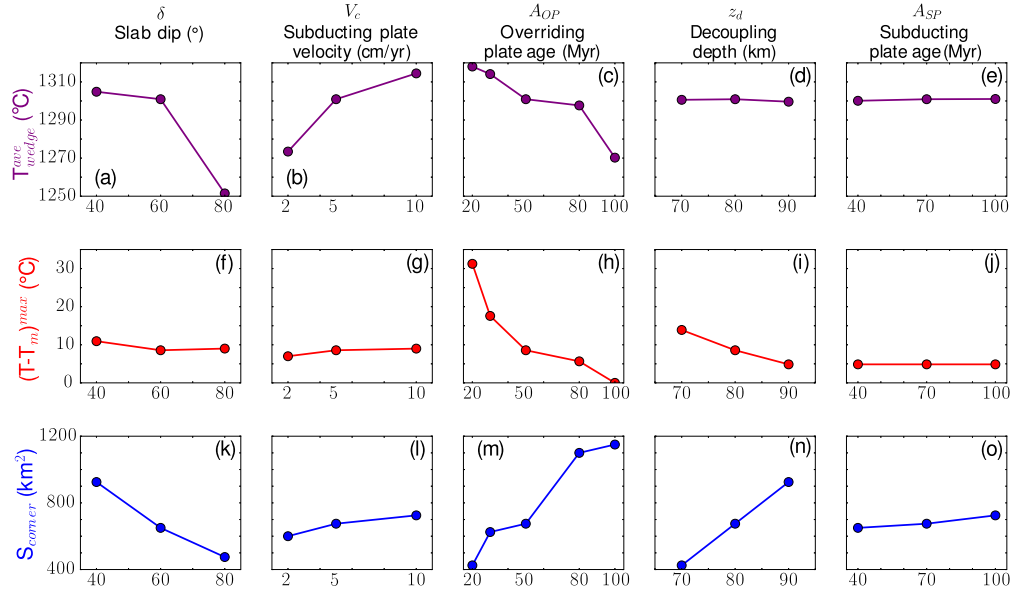 δ V_c A_OP z_d A_SP
Slab dip (°) Subducting plate Overriding Decoupling Subducting
velocity (cm/yr) plate age (Myr) depth (km) plate age(Myr)
T^ave_wedge (°C)
1310
1290
1270
1250
(a) (b) (c) (d) (e)
40 60 80 2 5 10 20 50 80 100 70 80 90 40 70 100
(T-T_m)^max (°C)
30
20
10
0
(f) (g) (h) (i) (j)
40 60 80 2 5 10 20 50 80 100 70 80 90 40 70 100
S_corner (km²)
1200
800
400
(k) (l) (m) (n) (o)
40 60 80 2 5 10 20 50 80 100 70 80 90 40 70 100